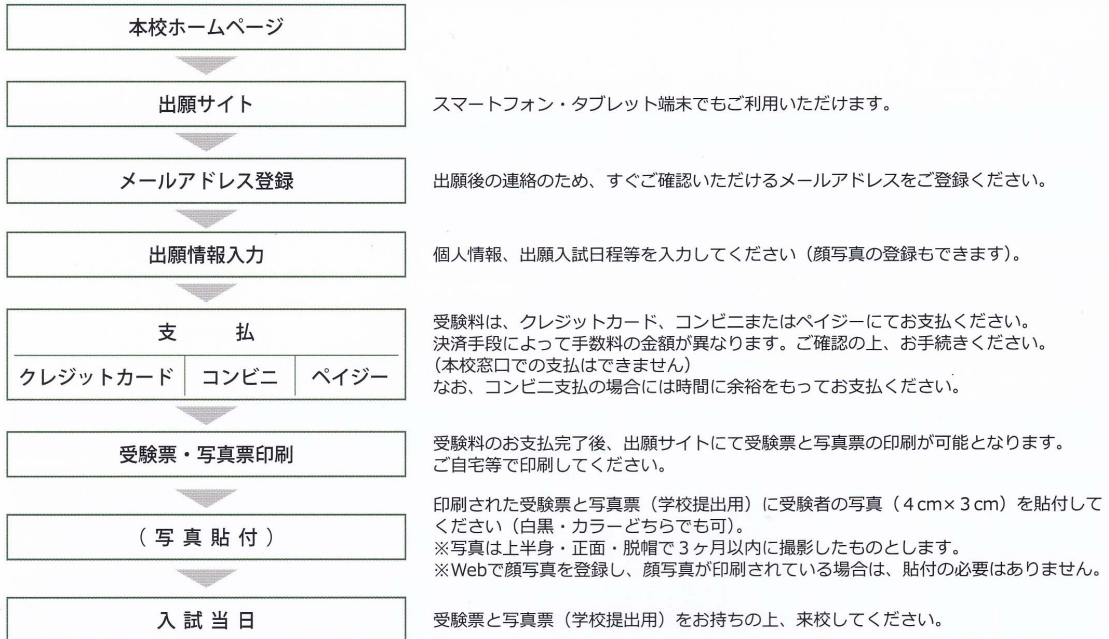 本校ホームページ
出願サイト
スマートフォン・タブレット端末でもご利用いただけます。
メールアドレス登録
出願後の連絡のため、すぐご確認いただけるメールアドレスをご登録ください。
出願情報入力
個人情報、出願入試日程等を入力してください（顔写真の登録もできます）。
支　払
クレジットカード　コンビニ　ペイジー
受験料は、クレジットカード、コンビニまたはペイジーにてお支払ください。
決済手段によって手数料の金額が異なります。ご確認の上、お手続きください。
（本校窓口での支払はできません）
なお、コンビニ支払の場合には時間に余裕をもってお支払ください。
受験票・写真票印刷
受験料のお支払完了後、出願サイトにて受験票と写真票の印刷が可能となります。
ご自宅等で印刷してください。
（写真貼付）
印刷された受験票と写真票（学校提出用）に受験者の写真（４cm×３cm）を貼付して
ください（白黒・カラーどちらでも可）。
※写真は上半身・正面・脱帽で３ヶ月以内に撮影したものとします。
※Webで顔写真を登録し、顔写真が印刷されている場合は、貼付の必要はありません。
入試当日
受験票と写真票（学校提出用）をお持ちの上、来校してください。